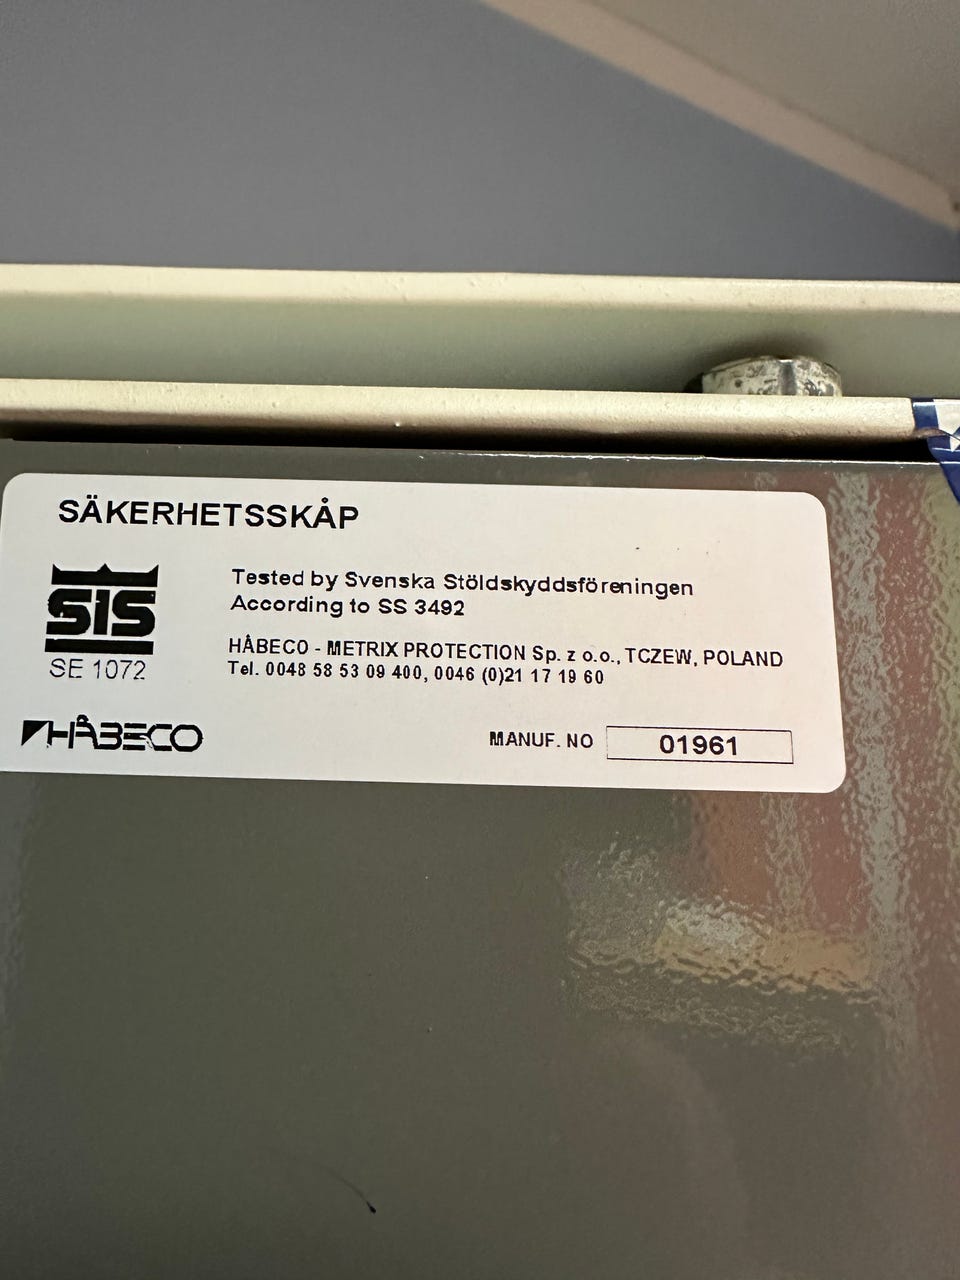 SÄKERHETSSKÅP
SIS
SE 1072
Tested by Svenska Stöldskyddsföreningen
According to SS 3492
HÅBECO - METRIX PROTECTION Sp. z o.o., TCZEW, POLAND
Tel. 0048 58 53 09 400, 0046 (0)21 17 19 60
HÅBECO
MANUF. NO 01961